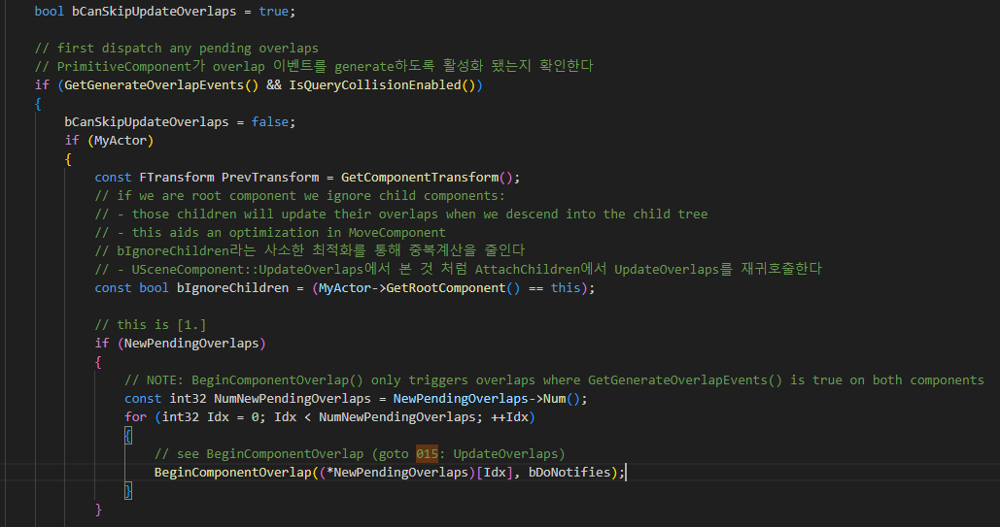 bool bCanSkipUpdateOverlaps = true;
// first dispatch any pending overlaps
// PrimitiveComponent가 overlap 이벤트를 generate하도록 활성화 됐는지 확인한다
if (GetGenerateOverlapEvents() && IsQueryCollisionEnabled())
{
bCanSkipUpdateOverlaps = false;
if (MyActor)
{
const FTransform PrevTransform = GetComponentTransform();
// if we are root component we ignore child components:
// - those children will update their overlaps when we descend into the child tree
// - this aids an optimization in MoveComponent
// bIgnoreChildren라는 사소한 최적화를 통해 중복계산을 줄인다
// - USceneComponent::UpdateOverlaps에서 본 것 처럼 AttachChildren에서 UpdateOverlaps를 재귀호출한다
const bool bIgnoreChildren = (MyActor->GetRootComponent() == this);
// this is [1.]
if (NewPendingOverlaps)
{
// NOTE: BeginComponentOverlap() only triggers overlaps where GetGenerateOverlapEvents() is true on both components
const int32 NumNewPendingOverlaps = NewPendingOverlaps->Num();
for (int32 Idx = 0; Idx < NumNewPendingOverlaps; ++Idx)
{
// see BeginComponentOverlap (goto 015: UpdateOverlaps)
BeginComponentOverlap((*NewPendingOverlaps)[Idx], bDoNotifies);
}
}